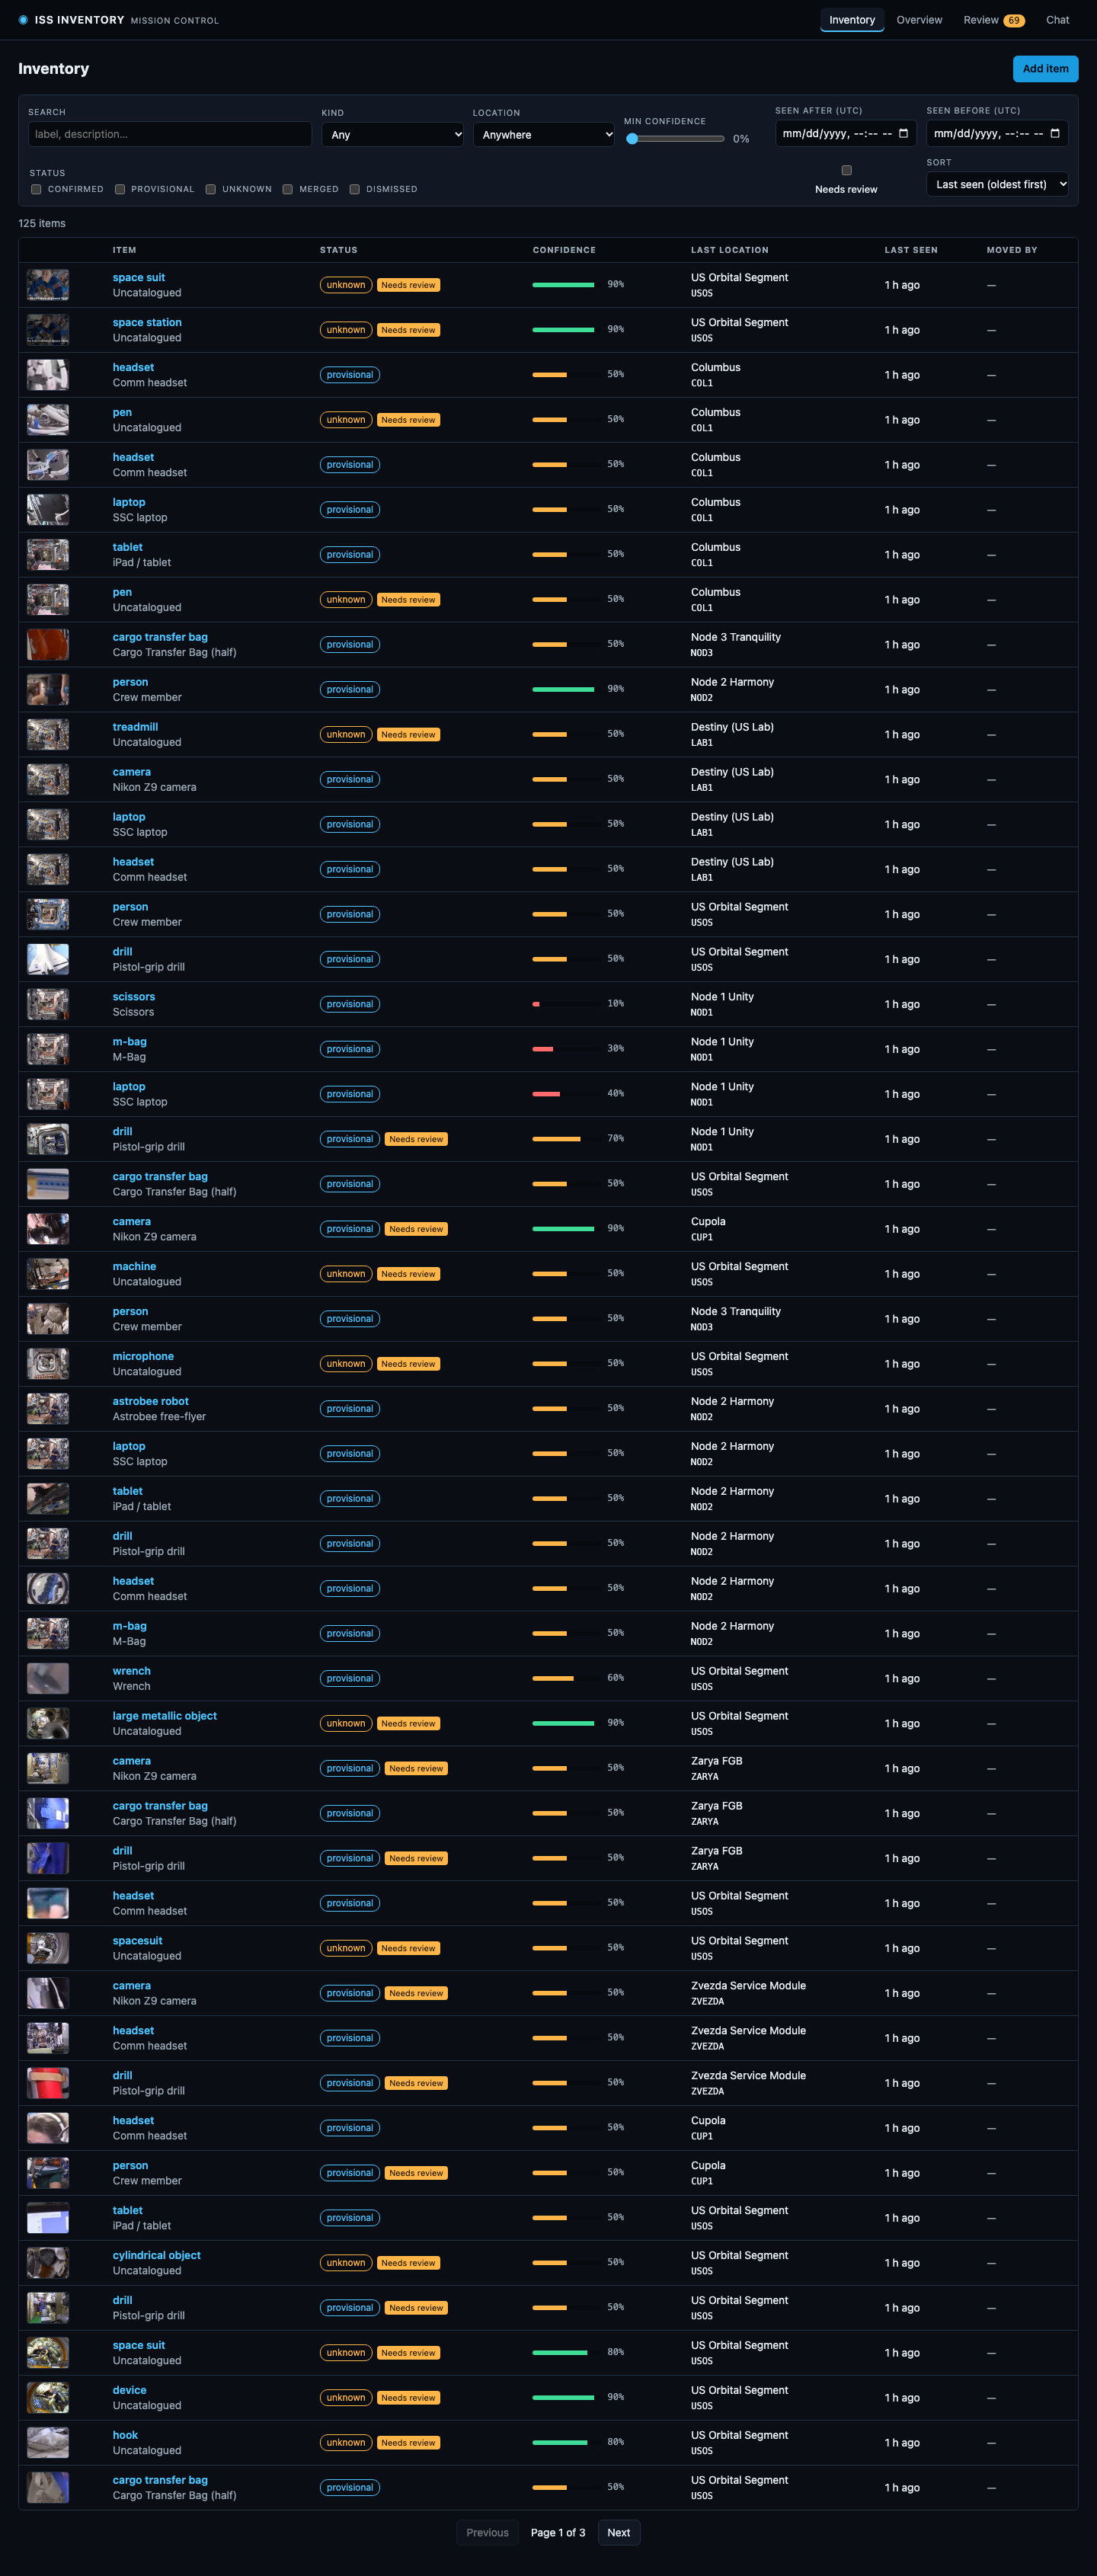 ISS INVENTORY MISSION CONTROL
Inventory Overview Review 69 Chat
Inventory
Add item
SEARCH KIND LOCATION MIN CONFIDENCE SEEN AFTER (UTC) SEEN BEFORE (UTC)
label, description... Any Anywhere 0% mm/dd/yyyy, --:-- -- mm/dd/yyyy, --:-- --
STATUS SORT
CONFIRMED PROVISIONAL UNKNOWN MERGED DISMISSED Needs review Last seen (oldest first)
125 items
ITEM STATUS CONFIDENCE LAST LOCATION LAST SEEN MOVED BY
space suit unknown Needs review 90% US Orbital Segment 1 h ago —
Uncatalogued USOS
space station unknown Needs review 90% US Orbital Segment 1 h ago —
Uncatalogued USOS
headset provisional 50% Columbus 1 h ago —
Comm headset COL1
pen unknown Needs review 50% Columbus 1 h ago —
Uncatalogued COL1
headset provisional 50% Columbus 1 h ago —
Comm headset COL1
laptop provisional 50% Columbus 1 h ago —
SSC laptop COL1
tablet provisional 50% Columbus 1 h ago —
iPad / tablet COL1
pen unknown Needs review 50% Columbus 1 h ago —
Uncatalogued COL1
cargo transfer bag provisional 50% Node 3 Tranquility 1 h ago —
Cargo Transfer Bag (half) NOD3
person provisional 90% Node 2 Harmony 1 h ago —
Crew member NOD2
treadmill unknown Needs review 50% Destiny (US Lab) 1 h ago —
Uncatalogued LAB1
camera provisional 50% Destiny (US Lab) 1 h ago —
Nikon Z9 camera LAB1
laptop provisional 50% Destiny (US Lab) 1 h ago —
SSC laptop LAB1
headset provisional 50% Destiny (US Lab) 1 h ago —
Comm headset LAB1
person provisional 50% US Orbital Segment 1 h ago —
Crew member USOS
drill provisional 50% US Orbital Segment 1 h ago —
Pistol-grip drill USOS
scissors provisional 10% Node 1 Unity 1 h ago —
Scissors NOD1
m-bag provisional 30% Node 1 Unity 1 h ago —
M-Bag NOD1
laptop provisional 40% Node 1 Unity 1 h ago —
SSC laptop NOD1
drill provisional Needs review 70% Node 1 Unity 1 h ago —
Pistol-grip drill NOD1
cargo transfer bag provisional 50% US Orbital Segment 1 h ago —
Cargo Transfer Bag (half) USOS
camera provisional Needs review 90% Cupola 1 h ago —
Nikon Z9 camera CUP1
machine unknown Needs review 50% US Orbital Segment 1 h ago —
Uncatalogued USOS
person provisional 50% Node 3 Tranquility 1 h ago —
Crew member NOD3
microphone unknown Needs review 50% US Orbital Segment 1 h ago —
Uncatalogued USOS
astrobee robot provisional 50% Node 2 Harmony 1 h ago —
Astrobee free-flyer NOD2
laptop provisional 50% Node 2 Harmony 1 h ago —
SSC laptop NOD2
tablet provisional 50% Node 2 Harmony 1 h ago —
iPad / tablet NOD2
drill provisional 50% Node 2 Harmony 1 h ago —
Pistol-grip drill NOD2
headset provisional 50% Node 2 Harmony 1 h ago —
Comm headset NOD2
m-bag provisional 50% Node 2 Harmony 1 h ago —
M-Bag NOD2
wrench provisional 60% US Orbital Segment 1 h ago —
Wrench USOS
large metallic object unknown Needs review 90% US Orbital Segment 1 h ago —
Uncatalogued USOS
camera provisional Needs review 50% Zarya FGB 1 h ago —
Nikon Z9 camera ZARYA
cargo transfer bag provisional 50% Zarya FGB 1 h ago —
Cargo Transfer Bag (half) ZARYA
drill provisional Needs review 50% Zarya FGB 1 h ago —
Pistol-grip drill ZARYA
headset provisional 50% US Orbital Segment 1 h ago —
Comm headset USOS
spacesuit unknown Needs review 50% US Orbital Segment 1 h ago —
Uncatalogued USOS
camera provisional Needs review 50% Zvezda Service Module 1 h ago —
Nikon Z9 camera ZVEZDA
headset provisional 50% Zvezda Service Module 1 h ago —
Comm headset ZVEZDA
drill provisional Needs review 50% Zvezda Service Module 1 h ago —
Pistol-grip drill ZVEZDA
headset provisional 50% Cupola 1 h ago —
Comm headset CUP1
person provisional Needs review 50% Cupola 1 h ago —
Crew member CUP1
tablet provisional 50% US Orbital Segment 1 h ago —
iPad / tablet USOS
cylindrical object unknown Needs review 50% US Orbital Segment 1 h ago —
Uncatalogued USOS
drill provisional Needs review 50% US Orbital Segment 1 h ago —
Pistol-grip drill USOS
space suit unknown Needs review 80% US Orbital Segment 1 h ago —
Uncatalogued USOS
device unknown Needs review 90% US Orbital Segment 1 h ago —
Uncatalogued USOS
hook unknown Needs review 80% US Orbital Segment 1 h ago —
Uncatalogued USOS
cargo transfer bag provisional 50% US Orbital Segment 1 h ago —
Cargo Transfer Bag (half) USOS
Previous Page 1 of 3 Next